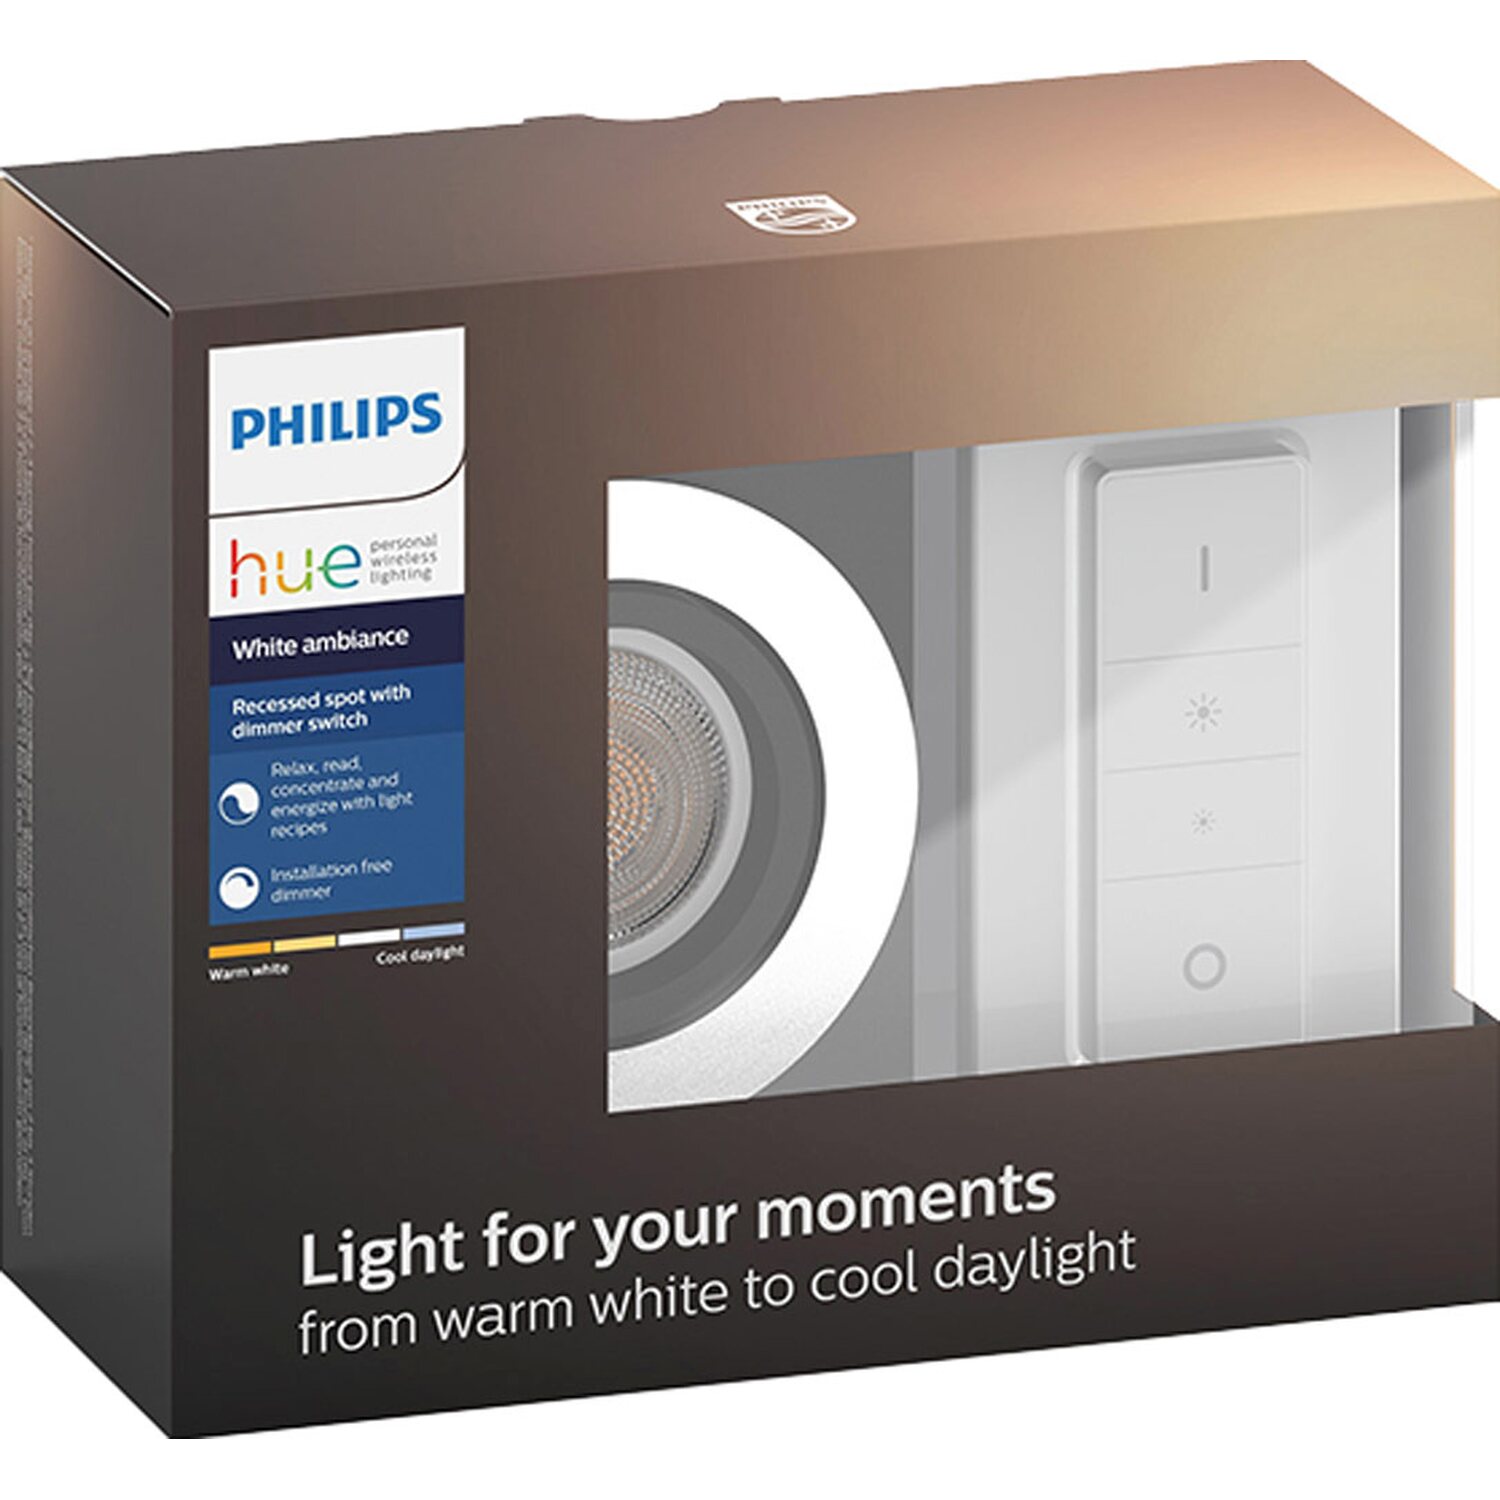 PHILIPS
PHILIPS
hue
personal
wireless
lighting
White ambiance
Recessed spot with
dimmer switch
Relax, read,
concentrate and
energize with light
recipes
Installation free
dimmer
Warm white
Cool daylight
Light for your moments
from warm white to cool daylight